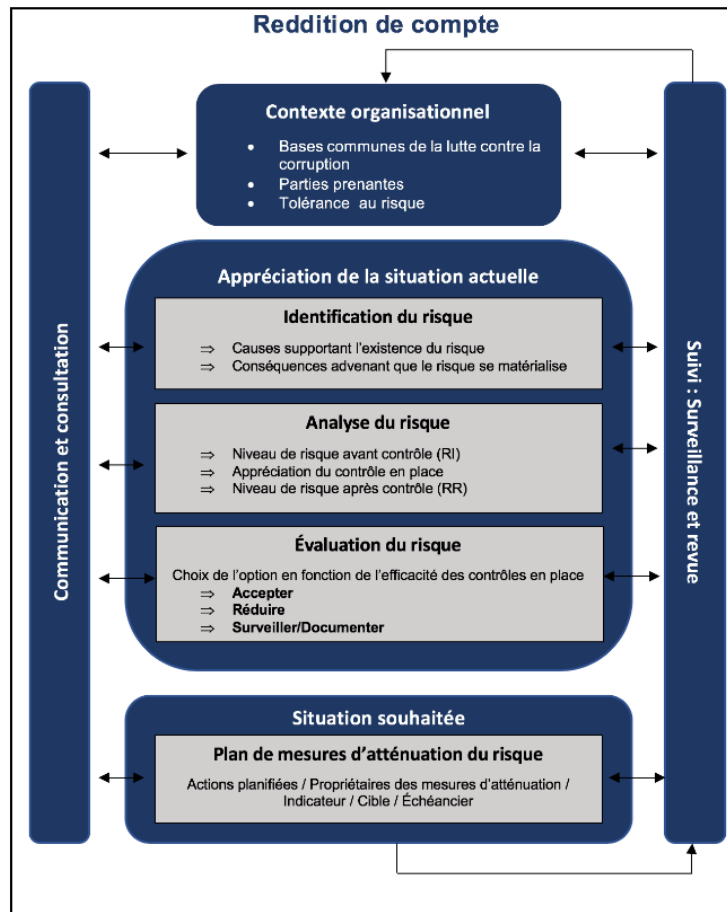 Reddition de compte
Contexte organisationnel
• Bases communes de la lutte contre la
corruption
• Parties prenantes
• Tolérance au risque
Communication et consultation
Appréciation de la situation actuelle
Identification du risque
⇒ Causes supportant l'existence du risque
⇒ Conséquences advenant que le risque se matérialise
Analyse du risque
⇒ Niveau de risque avant contrôle (RI)
⇒ Appréciation du contrôle en place
⇒ Niveau de risque après contrôle (RR)
Évaluation du risque
Choix de l'option en fonction de l'efficacité des contrôles en place
⇒ Accepter
⇒ Réduire
⇒ Surveiller/Documenter
Suivi : Surveillance et revue
Situation souhaitée
Plan de mesures d'atténuation du risque
Actions planifiées / Propriétaires des mesures d'atténuation /
Indicateur / Cible / Échéancier